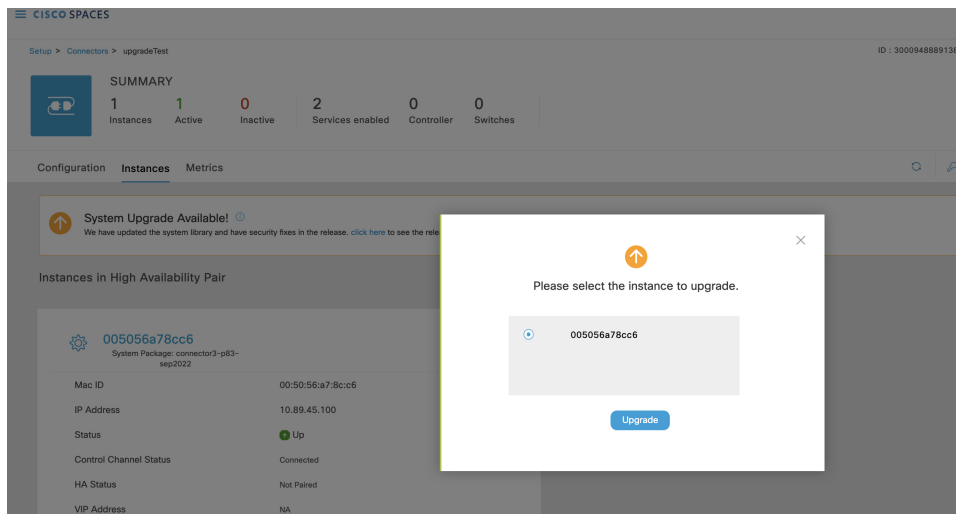 CISCO SPACES
Setup > Connectors > upgradeTest
ID : 300094888913
SUMMARY
1 1 0 2 0 0
Instances Active Inactive Services enabled Controller Switches
Configuration Instances Metrics
System Upgrade Available!
We have updated the system library and have security fixes in the release. click here to see the rele
Instances in High Availability Pair
005056a78cc6
System Package: connector3-p83-
sep2022
Mac ID 00:50:56:a7:8c:c6
IP Address 10.89.45.100
Status Up
Control Channel Status Connected
HA Status Not Paired
VIP Address NA
Please select the instance to upgrade.
005056a78cc6
Upgrade